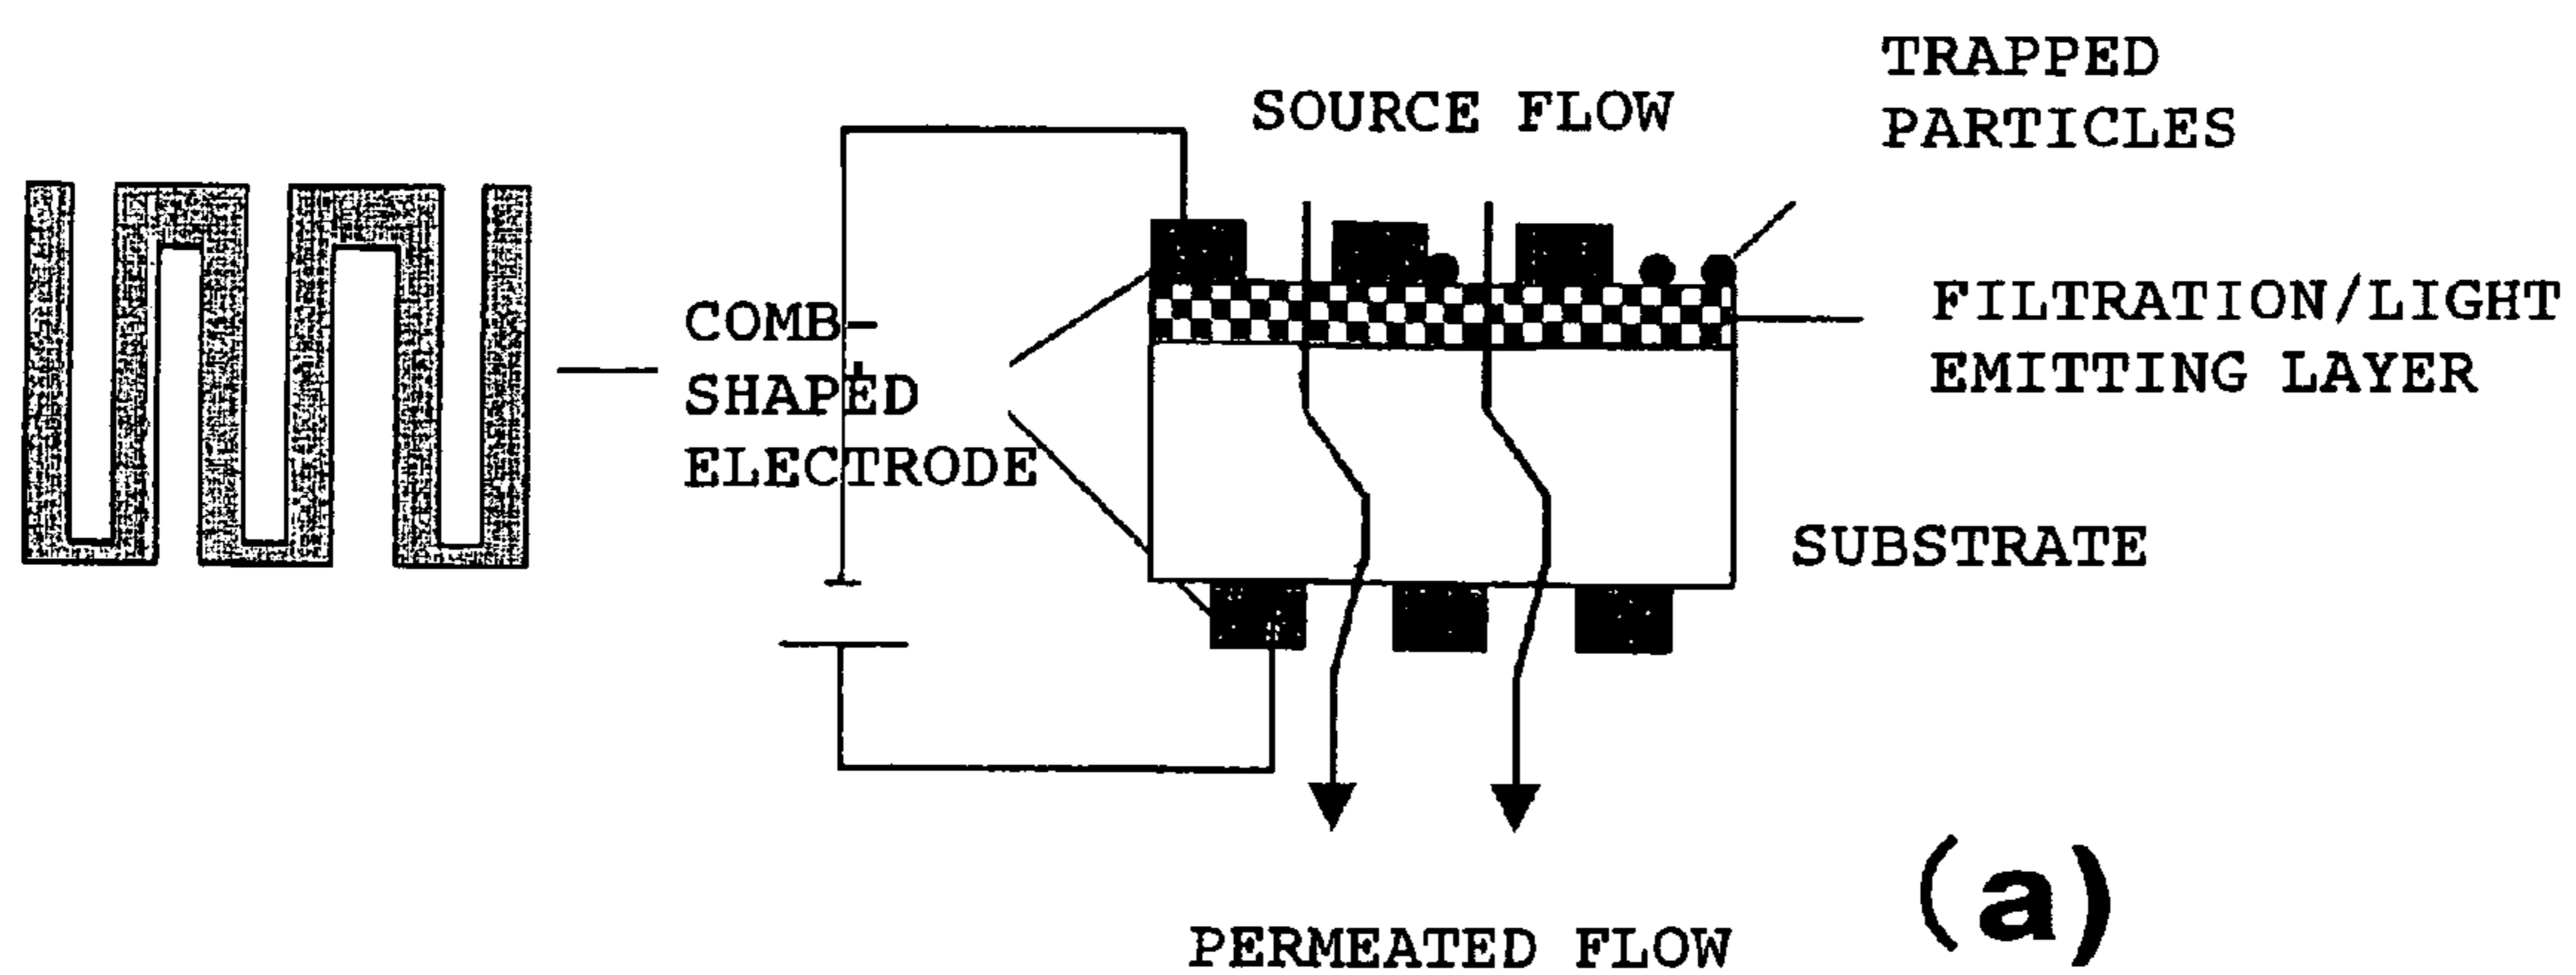 TRAPPED
PARTICLES
SOURCE FLOW
COMB-
SHAPED
ELECTRODE
FILTRATION/LIGHT
EMITTING LAYER
SUBSTRATE
PERMEATED FLOW
(a)